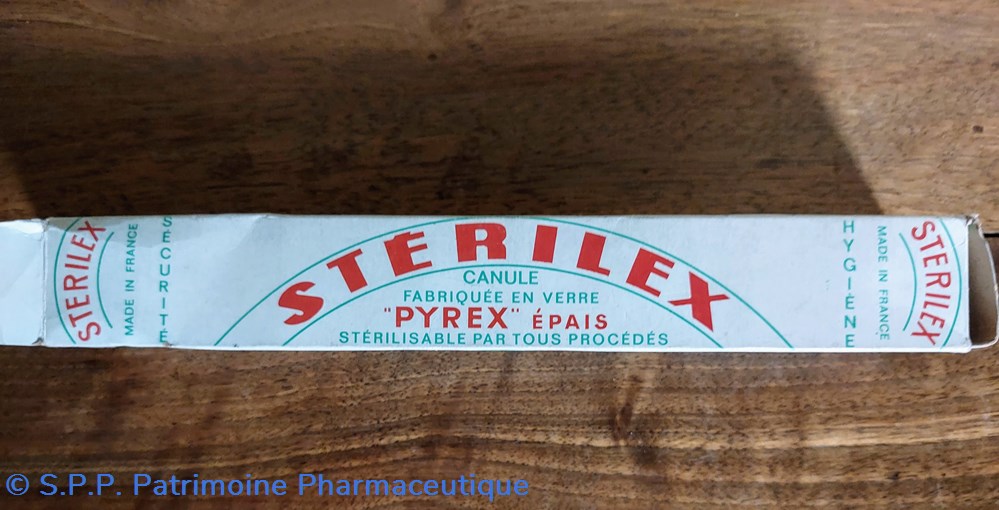 STERILEX
MADE IN FRANCE
SÉCURITÉ
STÉRILEX
CANULE
FABRIQUÉE EN VERRE
"PYREX" ÉPAIS
STÉRILISABLE PAR TOUS PROCÉDÉS
HYGIÈNE
MADE IN FRANCE
STERILEX
© S.P.P. Patrimoine Pharmaceutique